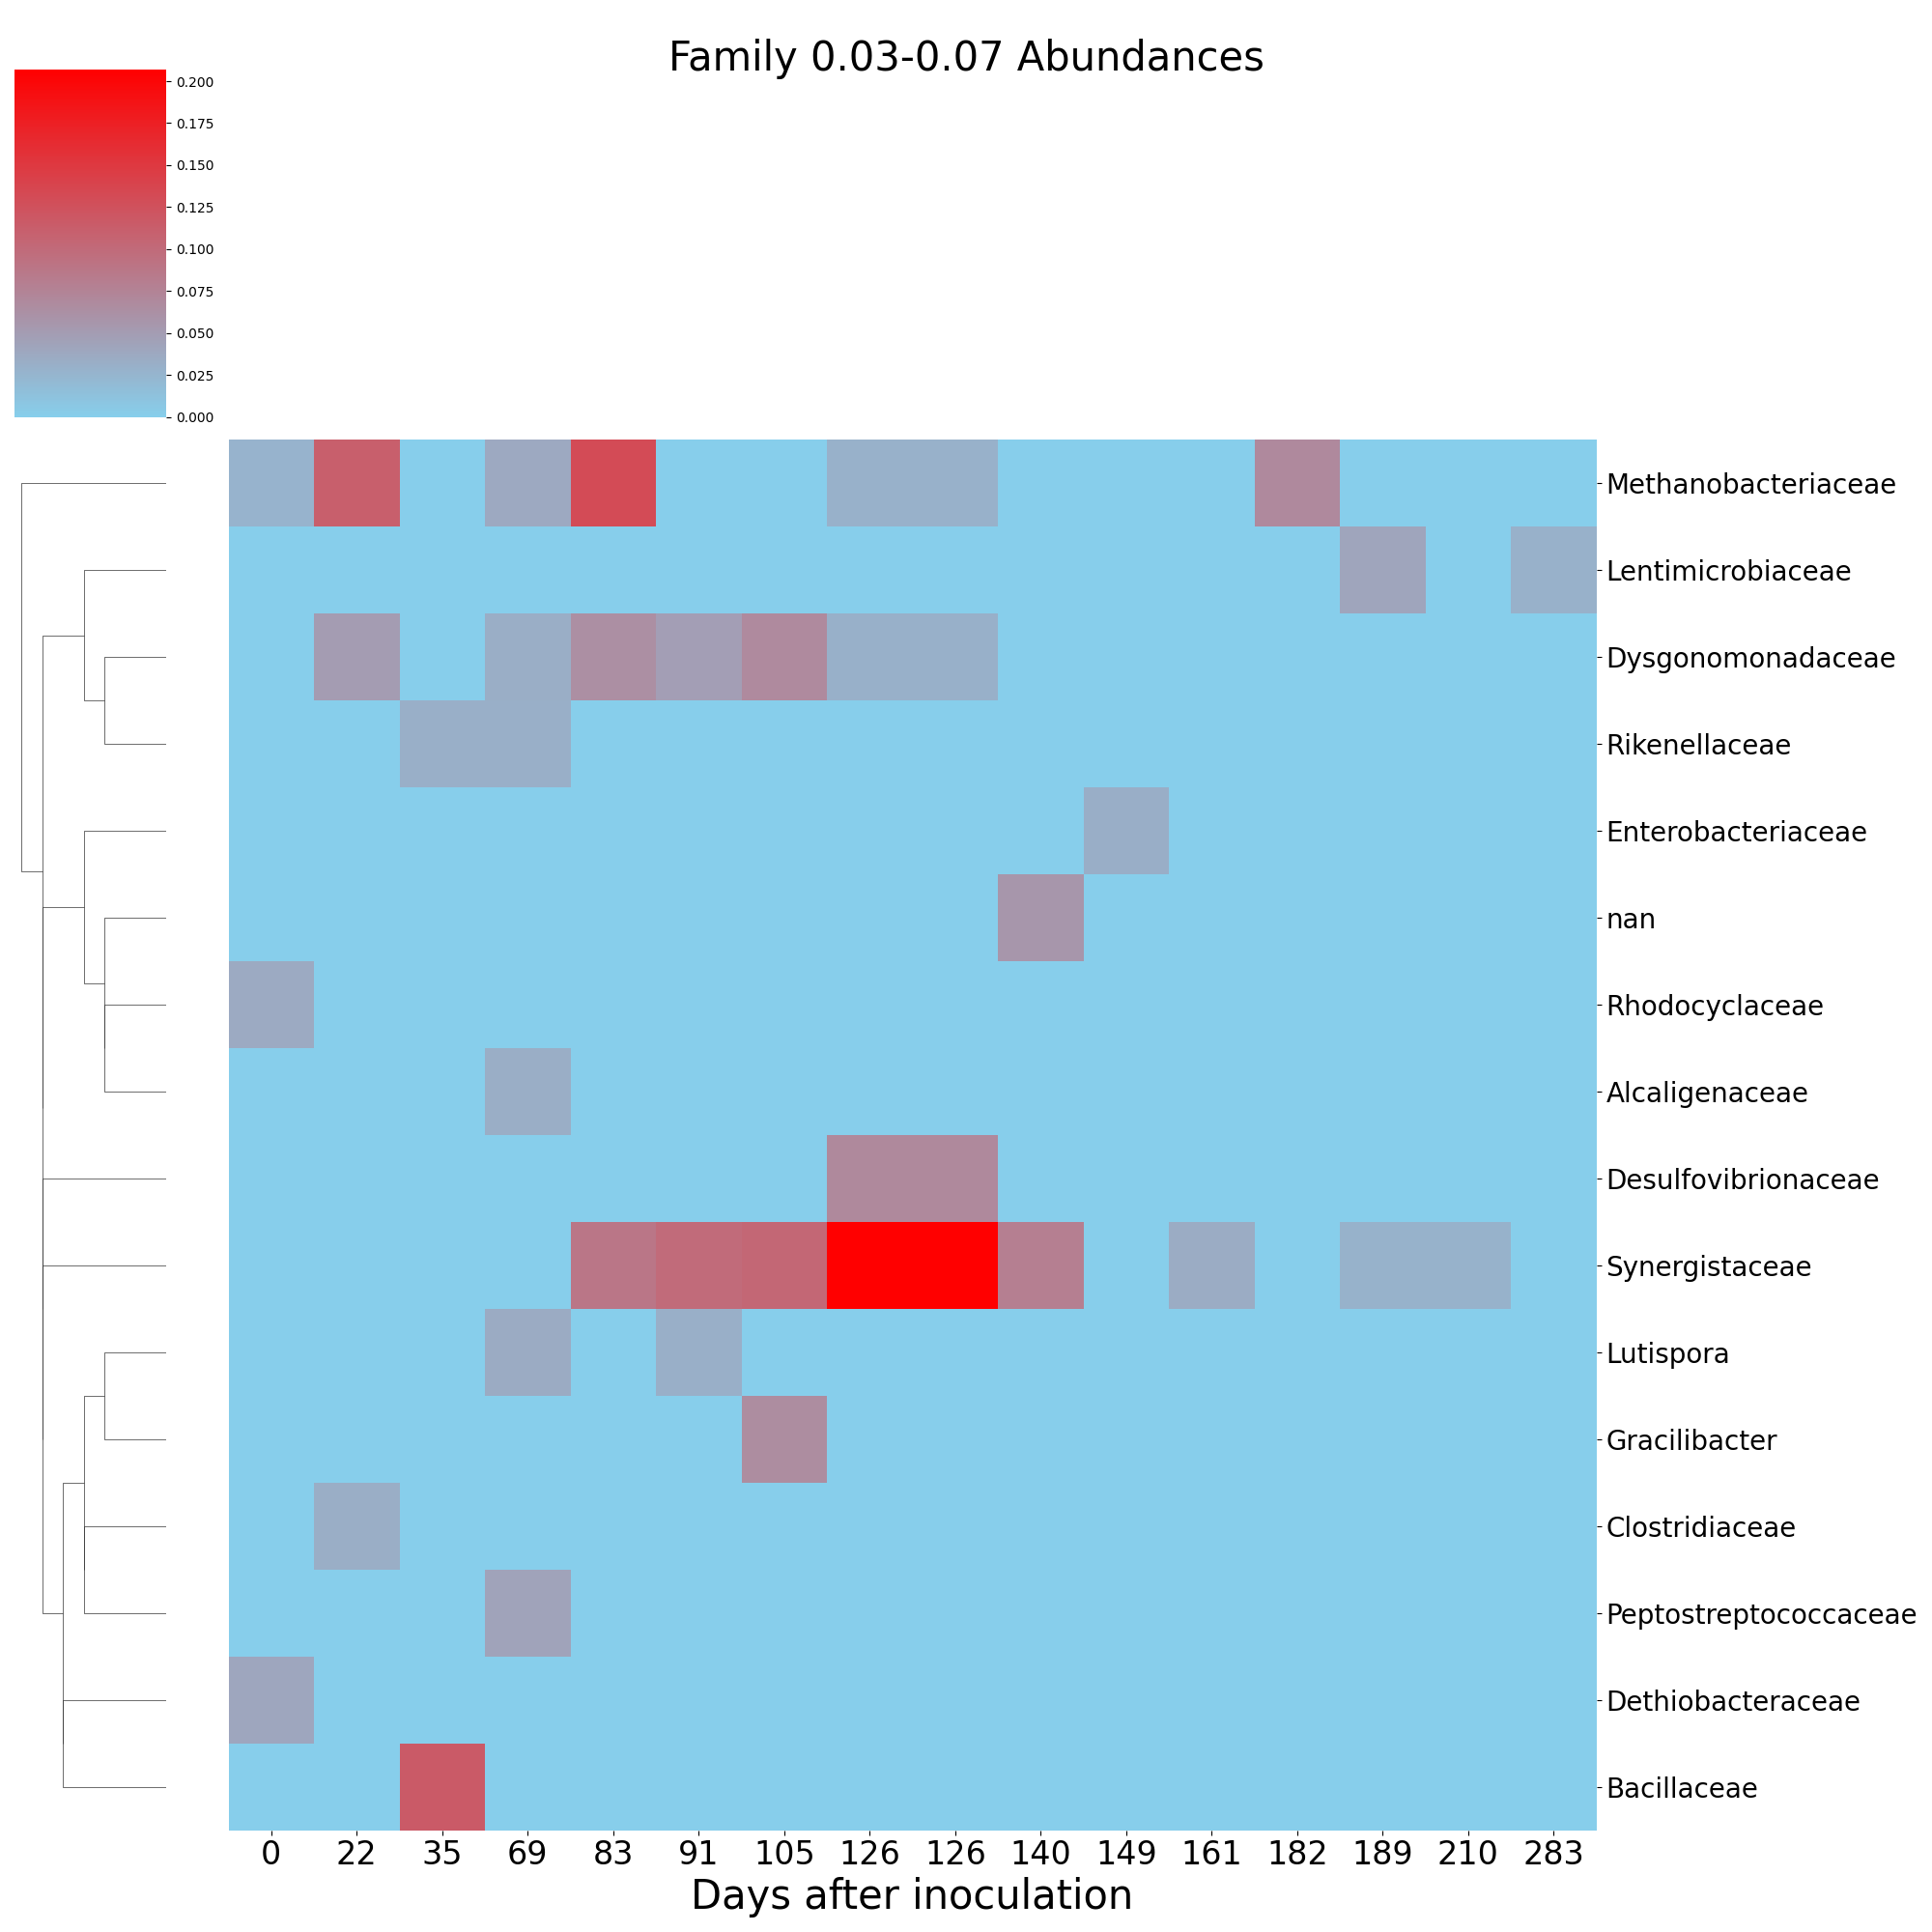 Family 0.03-0.07 Abundances
0.200
0.175
0.150
0.125
0.100
0.075
0.050
0.025
0.000
Methanobacteriaceae
Lentimicrobiaceae
Dysgonomonadaceae
Rikenellaceae
Enterobacteriaceae
nan
Rhodocyclaceae
Alcaligenaceae
Desulfovibrionaceae
Synergistaceae
Lutispora
Gracilibacter
Clostridiaceae
Peptostreptococcaceae
Dethiobacteraceae
Bacillaceae
0 22 35 69 83 91 105 126 126 140 149 161 182 189 210 283
Days after inoculation